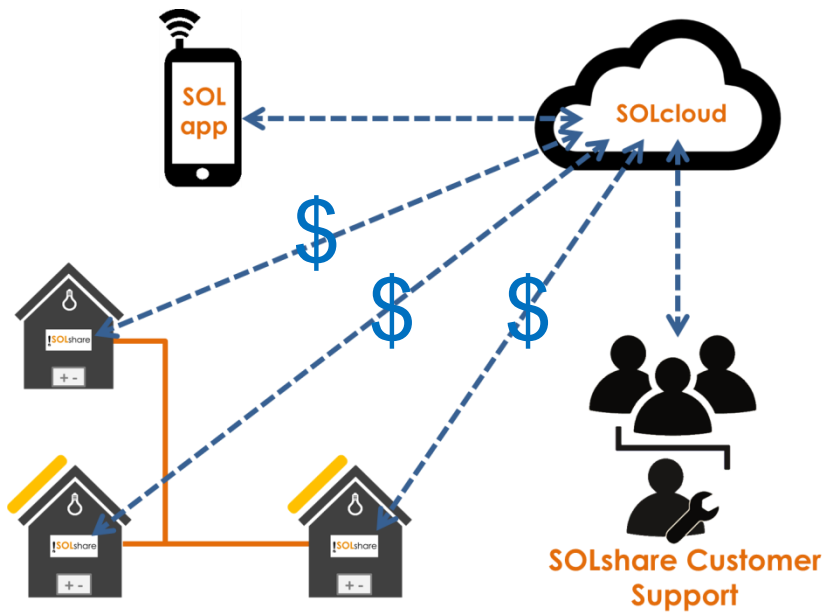 SOL
app
SOLcloud
$
$
$
!SOLshare
+ -
!SOLshare
+ -
!SOLshare
+ -
SOLshare Customer
Support